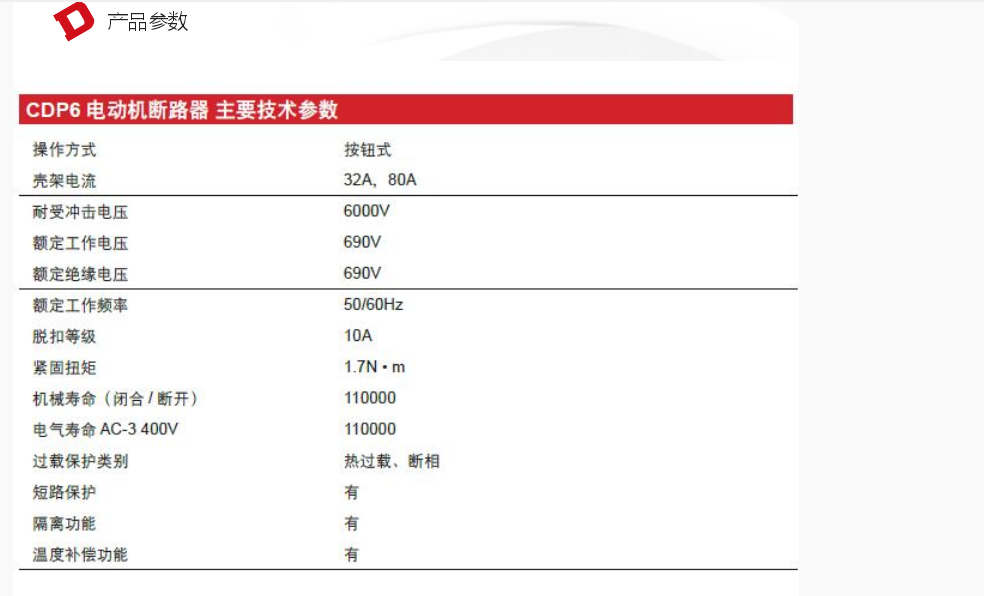 产品参数
CDP6 电动机断路器 主要技术参数
操作方式 按钮式
壳架电流 32A，80A
耐受冲击电压 6000V
额定工作电压 690V
额定绝缘电压 690V
额定工作频率 50/60Hz
脱扣等级 10A
紧固扭矩 1.7N•m
机械寿命（闭合 / 断开） 110000
电气寿命 AC-3 400V 110000
过载保护类别 热过载、断相
短路保护 有
隔离功能 有
温度补偿功能 有